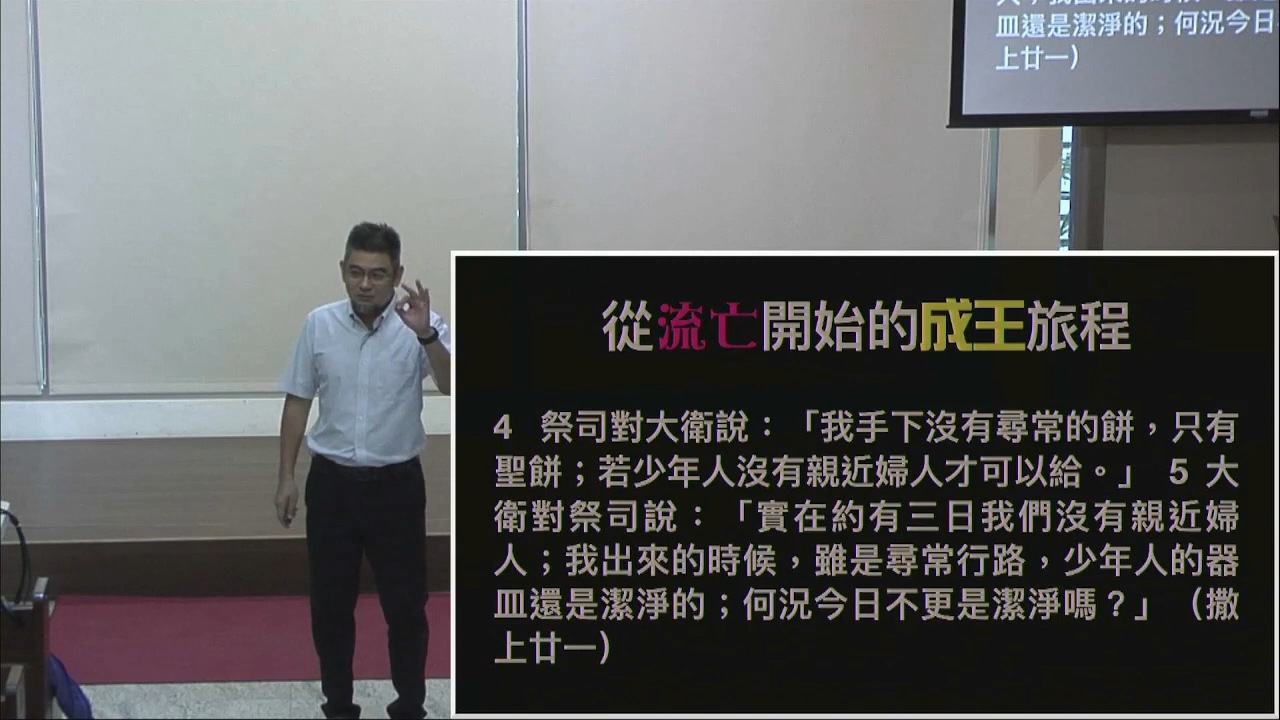 皿還是潔淨的；何況今日
上廿一）
從流亡開始的成王旅程
4 祭司對大衛說：「我手下沒有尋常的餅，只有
聖餅；若少年人沒有親近婦人才可以給。」 5 大
衛對祭司說：「實在約有三日我們沒有親近婦
人；我出來的時候，雖是尋常行路，少年人的器
皿還是潔淨的；何況今日不更是潔淨嗎？」（撒
上廿一）